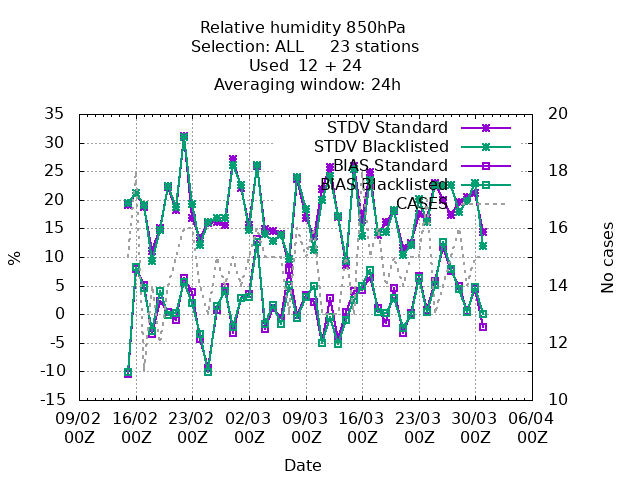 Relative humidity 850hPa
Selection: ALL     23 stations
Used  12 + 24
Averaging window: 24h
35
30
25
20
15
10
5
0
-5
-10
-15
%
20
18
16
14
12
10
No cases
STDV Standard
STDV Blacklisted
BIAS Standard
BIAS Blacklisted
CASES
09/02 16/02 23/02 02/03 09/03 16/03 23/03 30/03 06/04
00Z 00Z 00Z 00Z 00Z 00Z 00Z 00Z 00Z
Date